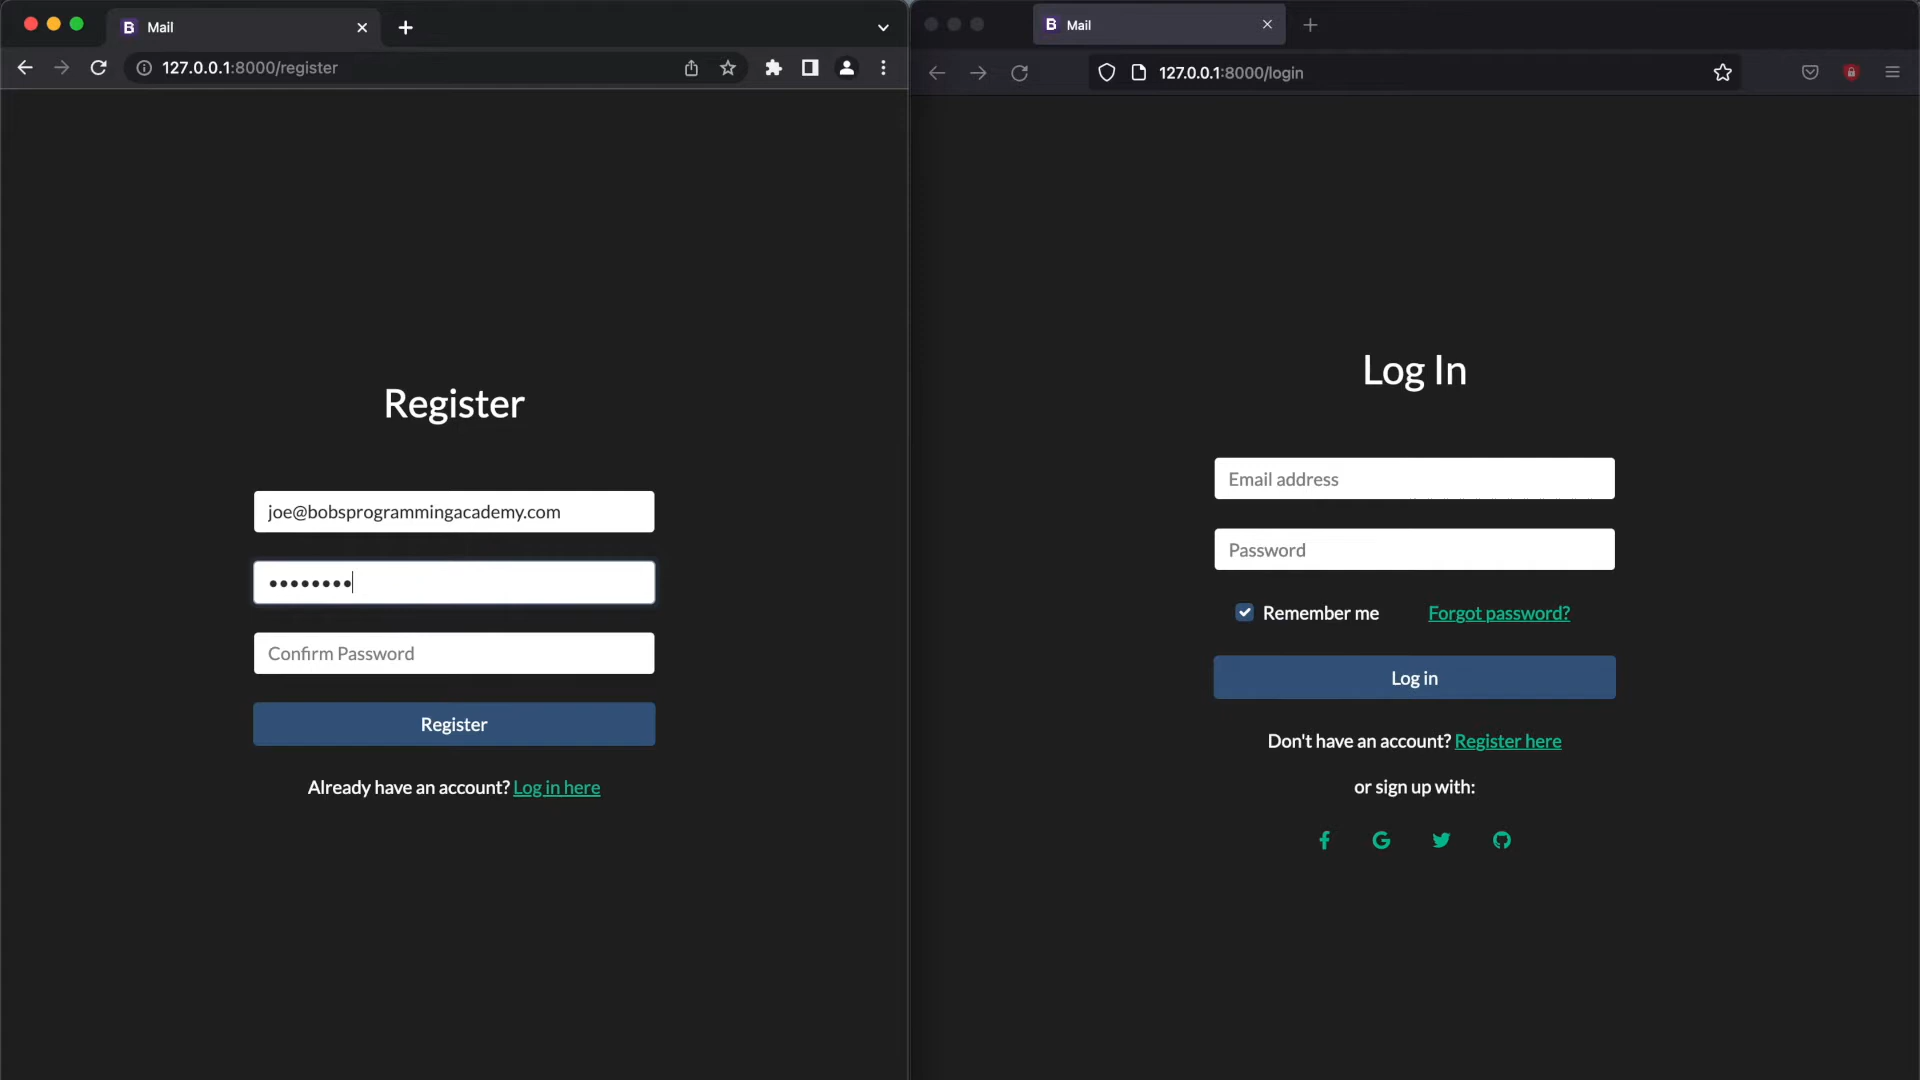 Mail
127.0.0.1:8000/register
Register
joe@bobsprogrammingacademy.com
••••••••
Confirm Password
Register
Already have an account? Log in here
Mail
127.0.0.1:8000/login
Log In
Email address
Password
Remember me
Forgot password?
Log in
Don't have an account? Register here
or sign up with: